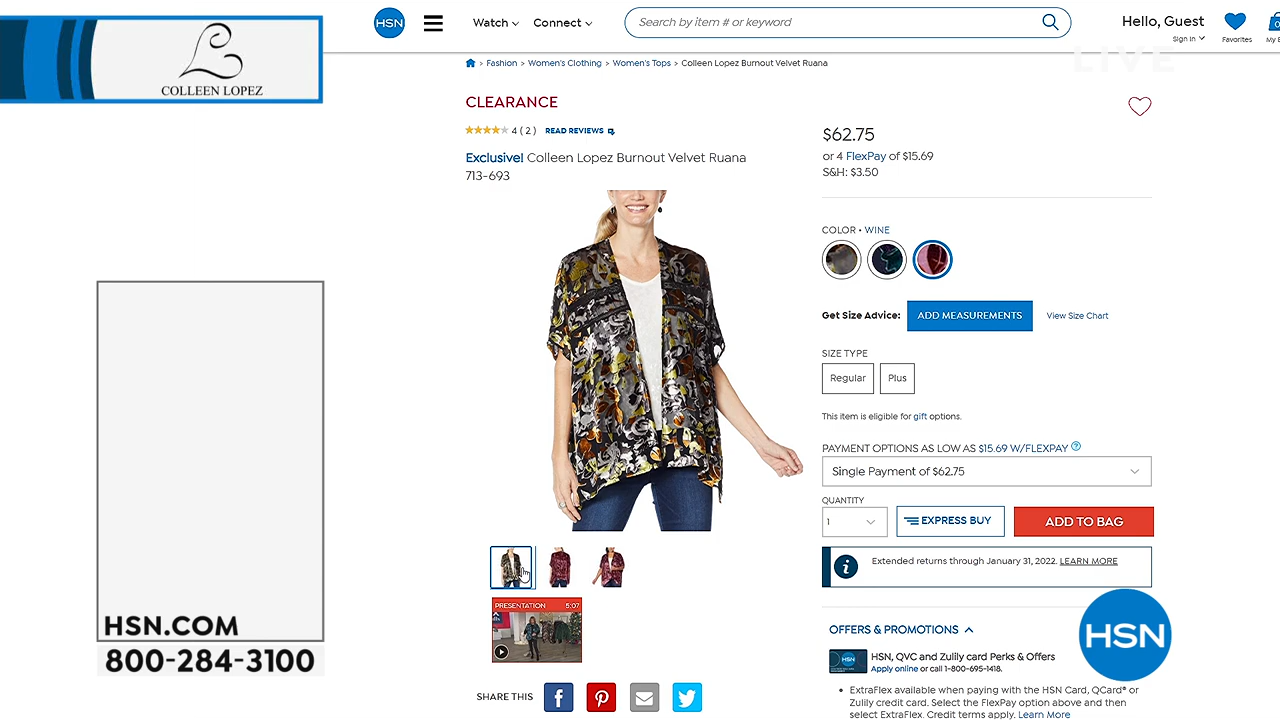 COLLEEN LOPEZ
HSN
Watch
Connect
Search by item # or keyword
Hello, Guest
Sign In
Favorites
LIVE
Fashion > Women's Clothing > Women's Tops > Colleen Lopez Burnout Velvet Ruana
CLEARANCE
4 ( 2 ) READ REVIEWS
Exclusive! Colleen Lopez Burnout Velvet Ruana
713-693
$62.75
or 4 FlexPay of $15.69
S&H: $3.50
COLOR • WINE
Get Size Advice: ADD MEASUREMENTS View Size Chart
SIZE TYPE
Regular Plus
This item is eligible for gift options.
PAYMENT OPTIONS AS LOW AS $15.69 W/FLEXPAY ?
Single Payment of $62.75
QUANTITY
1 EXPRESS BUY ADD TO BAG
Extended returns through January 31, 2022. LEARN MORE
PRESENTATION 5:07
OFFERS & PROMOTIONS
HSN
HSN, QVC and Zulily card Perks & Offers
Apply online or call 1-800-695-1418.
• ExtraFlex available when paying with the HSN Card, QCard® or
Zulily credit card. Select the FlexPay option above and then
select ExtraFlex. Credit terms apply. Learn More
SHARE THIS
HSN.COM
800-284-3100
HSN